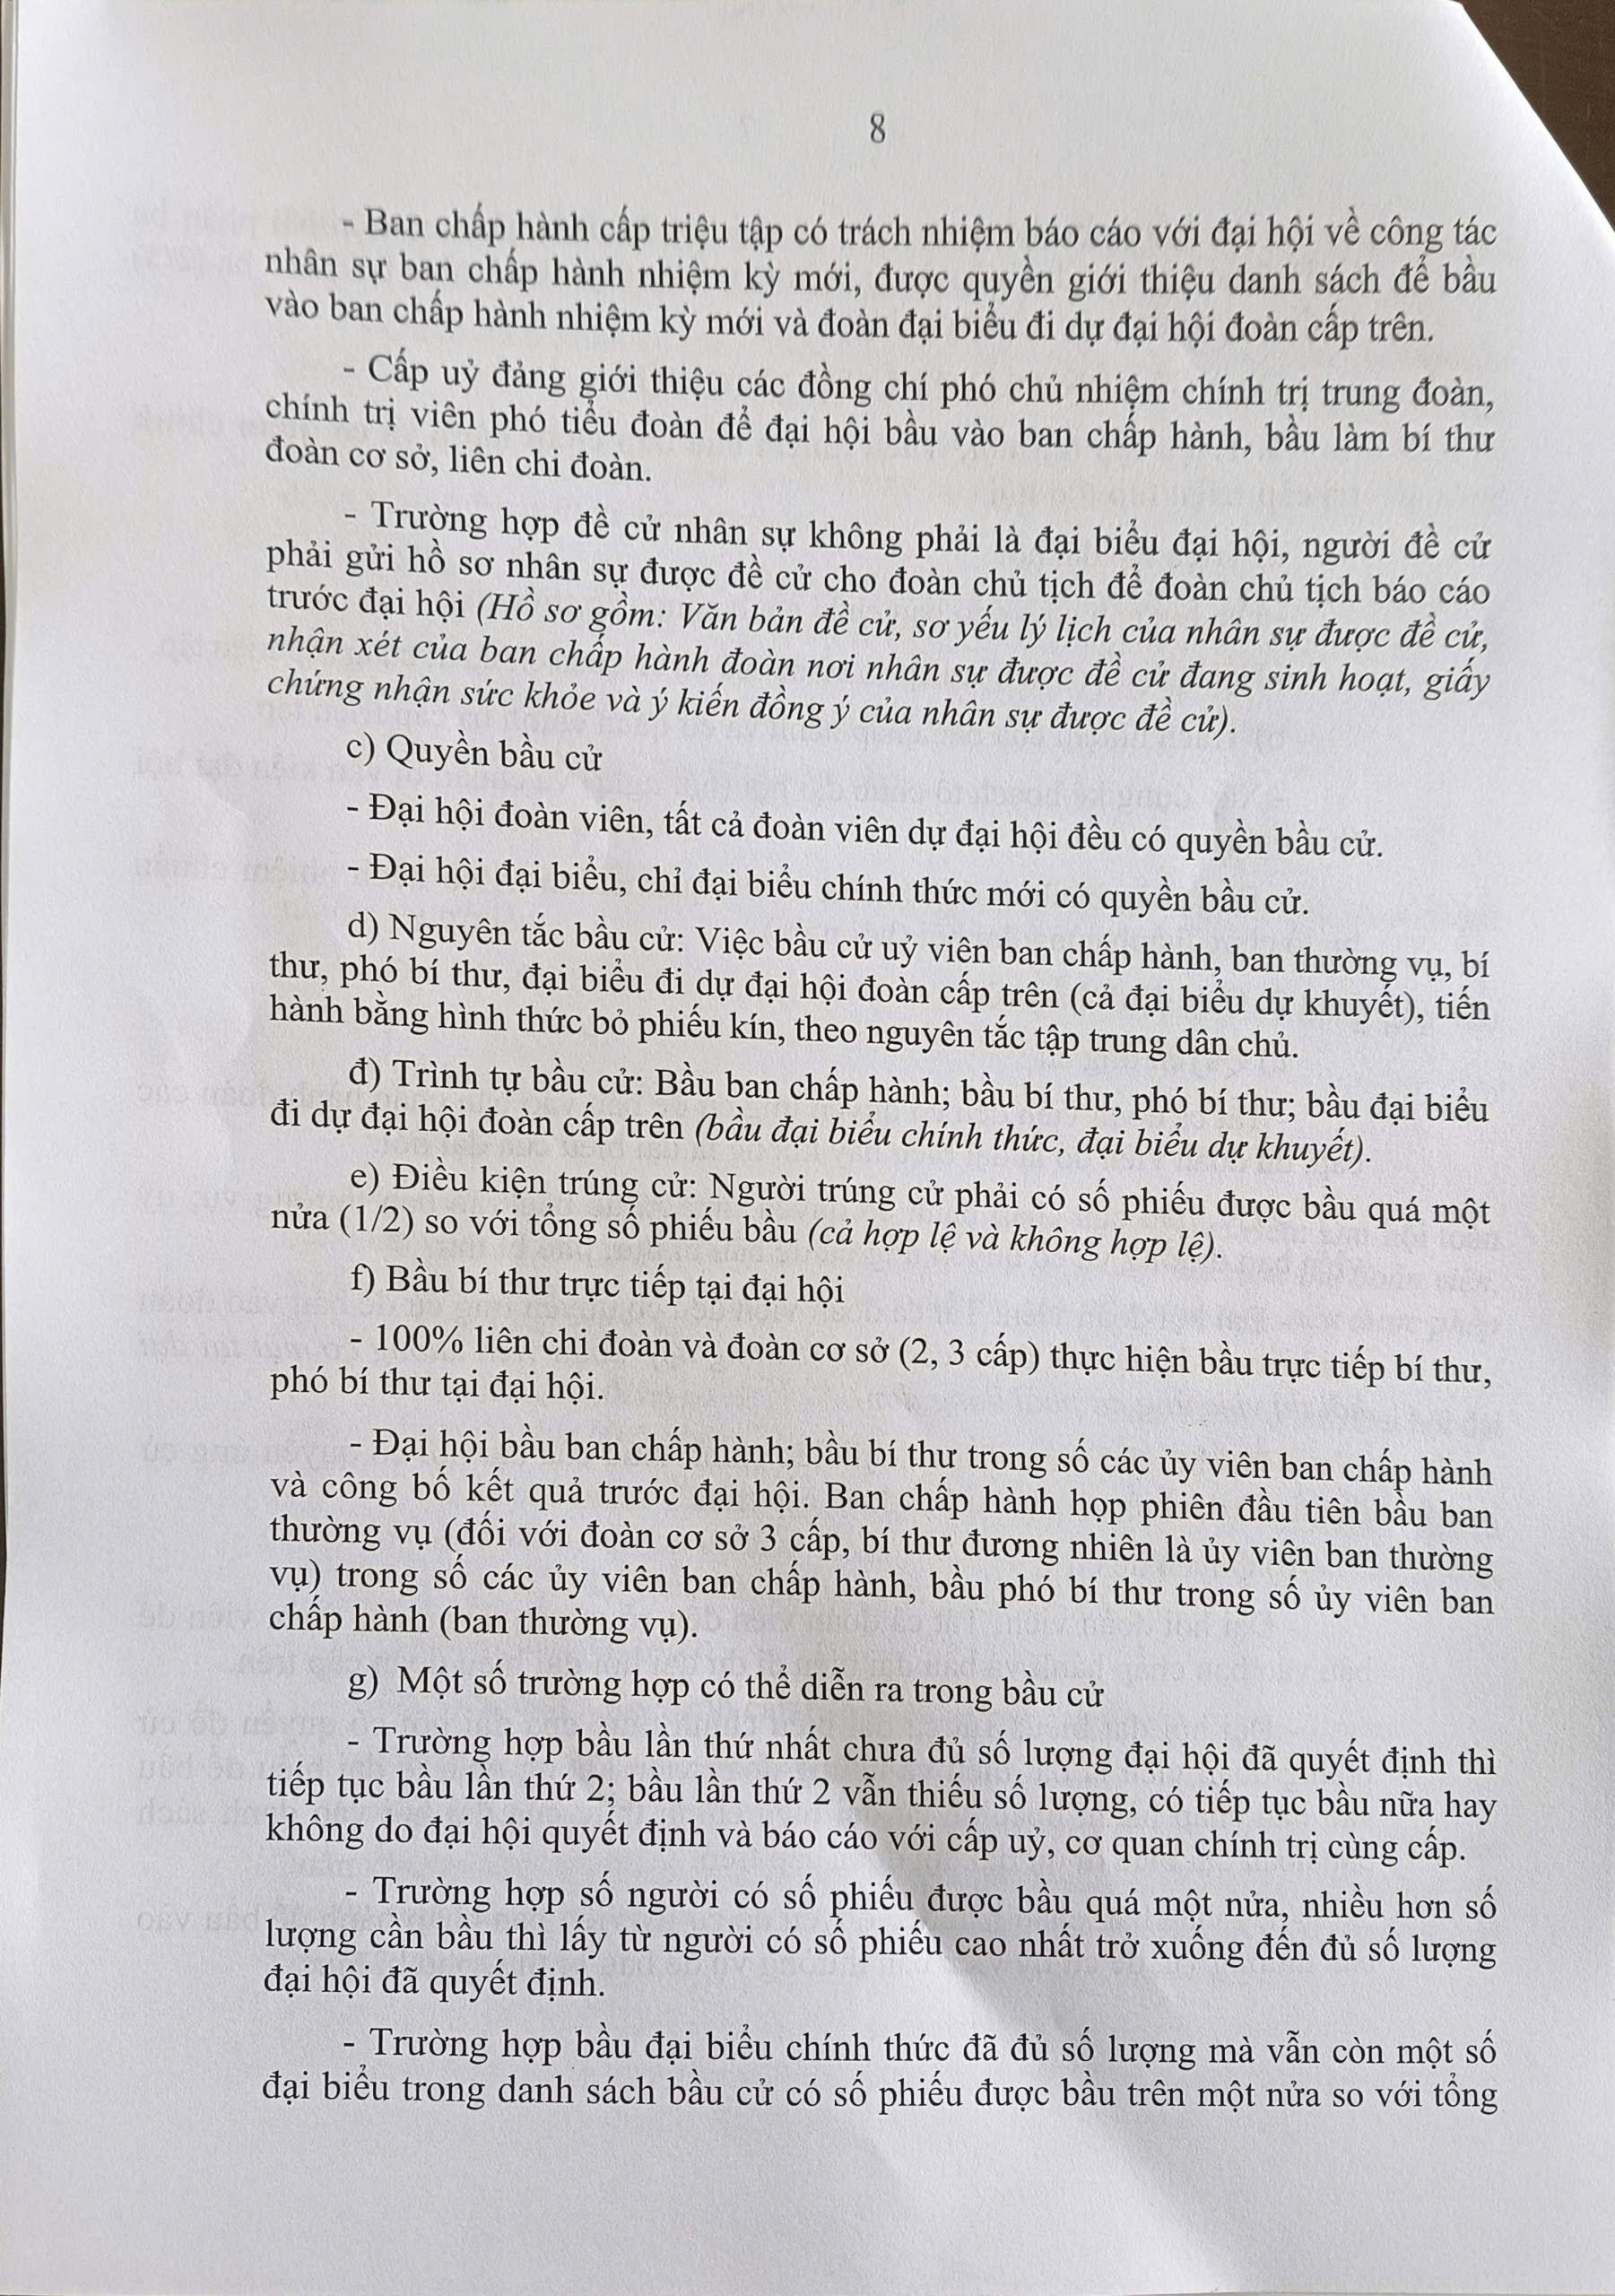 8
- Ban chấp hành cấp triệu tập có trách nhiệm báo cáo với đại hội về công tác
nhân sự ban chấp hành nhiệm kỳ mới, được quyền giới thiệu danh sách để bầu
vào ban chấp hành nhiệm kỳ mới và đoàn đại biểu đi dự đại hội đoàn cấp trên.
- Cấp uỷ đảng giới thiệu các đồng chí phó chủ nhiệm chính trị trung đoàn,
chính trị viên phó tiểu đoàn để đại hội bầu vào ban chấp hành, bầu làm bí thư
đoàn cơ sở, liên chi đoàn.
- Trường hợp đề cử nhân sự không phải là đại biểu đại hội, người đề cử
phải gửi hồ sơ nhân sự được đề cử cho đoàn chủ tịch để đoàn chủ tịch báo cáo
trước đại hội (Hồ sơ gồm: Văn bản đề cử, sơ yếu lý lịch của nhân sự được đề cử,
nhận xét của ban chấp hành đoàn nơi nhân sự được đề cử đang sinh hoạt, giấy
chứng nhận sức khỏe và ý kiến đồng ý của nhân sự được đề cử).
c) Quyền bầu cử
- Đại hội đoàn viên, tất cả đoàn viên dự đại hội đều có quyền bầu cử.
- Đại hội đại biểu, chỉ đại biểu chính thức mới có quyền bầu cử.
d) Nguyên tắc bầu cử: Việc bầu cử uỷ viên ban chấp hành, ban thường vụ, bí
thư, phó bí thư, đại biểu đi dự đại hội đoàn cấp trên (cả đại biểu dự khuyết), tiến
hành bằng hình thức bỏ phiếu kín, theo nguyên tắc tập trung dân chủ.
đ) Trình tự bầu cử: Bầu ban chấp hành; bầu bí thư, phó bí thư; bầu đại biểu
đi dự đại hội đoàn cấp trên (bầu đại biểu chính thức, đại biểu dự khuyết).
e) Điều kiện trúng cử: Người trúng cử phải có số phiếu được bầu quá một
nửa (1/2) so với tổng số phiếu bầu (cả hợp lệ và không hợp lệ).
f) Bầu bí thư trực tiếp tại đại hội
- 100% liên chi đoàn và đoàn cơ sở (2, 3 cấp) thực hiện bầu trực tiếp bí thư,
phó bí thư tại đại hội.
- Đại hội bầu ban chấp hành; bầu bí thư trong số các ủy viên ban chấp hành
và công bố kết quả trước đại hội. Ban chấp hành họp phiên đầu tiên bầu ban
thường vụ (đối với đoàn cơ sở 3 cấp, bí thư đương nhiên là ủy viên ban thường
vụ) trong số các ủy viên ban chấp hành, bầu phó bí thư trong số ủy viên ban
chấp hành (ban thường vụ).
g) Một số trường hợp có thể diễn ra trong bầu cử
- Trường hợp bầu lần thứ nhất chưa đủ số lượng đại hội đã quyết định thì
tiếp tục bầu lần thứ 2; bầu lần thứ 2 vẫn thiếu số lượng, có tiếp tục bầu nữa hay
không do đại hội quyết định và báo cáo với cấp uỷ, cơ quan chính trị cùng cấp.
- Trường hợp số người có số phiếu được bầu quá một nửa, nhiều hơn số
lượng cần bầu thì lấy từ người có số phiếu cao nhất trở xuống đến đủ số lượng
đại hội đã quyết định.
- Trường hợp bầu đại biểu chính thức đã đủ số lượng mà vẫn còn một số
đại biểu trong danh sách bầu cử có số phiếu được bầu trên một nửa so với tổng